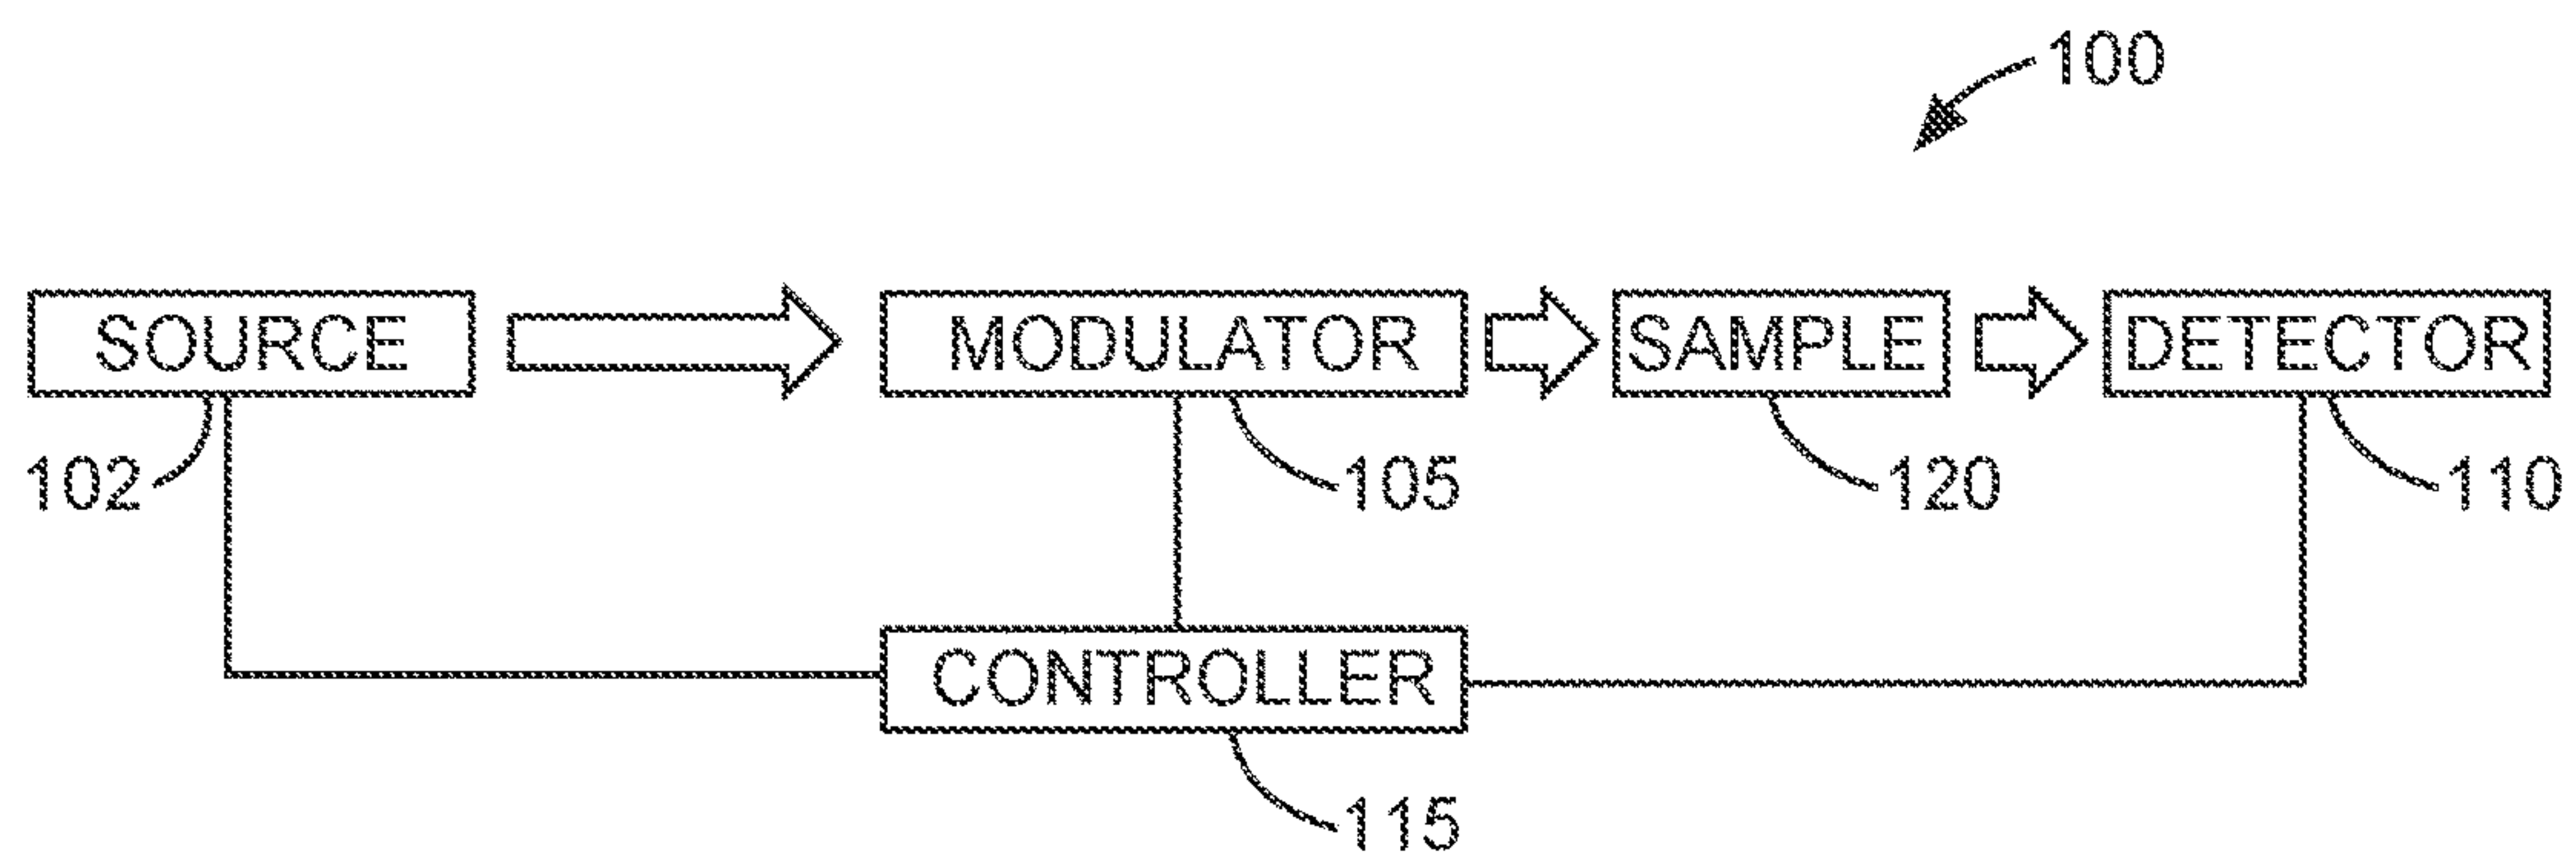 100
SOURCE MODULATOR SAMPLE DETECTOR
102 105 120 110
CONTROLLER
115